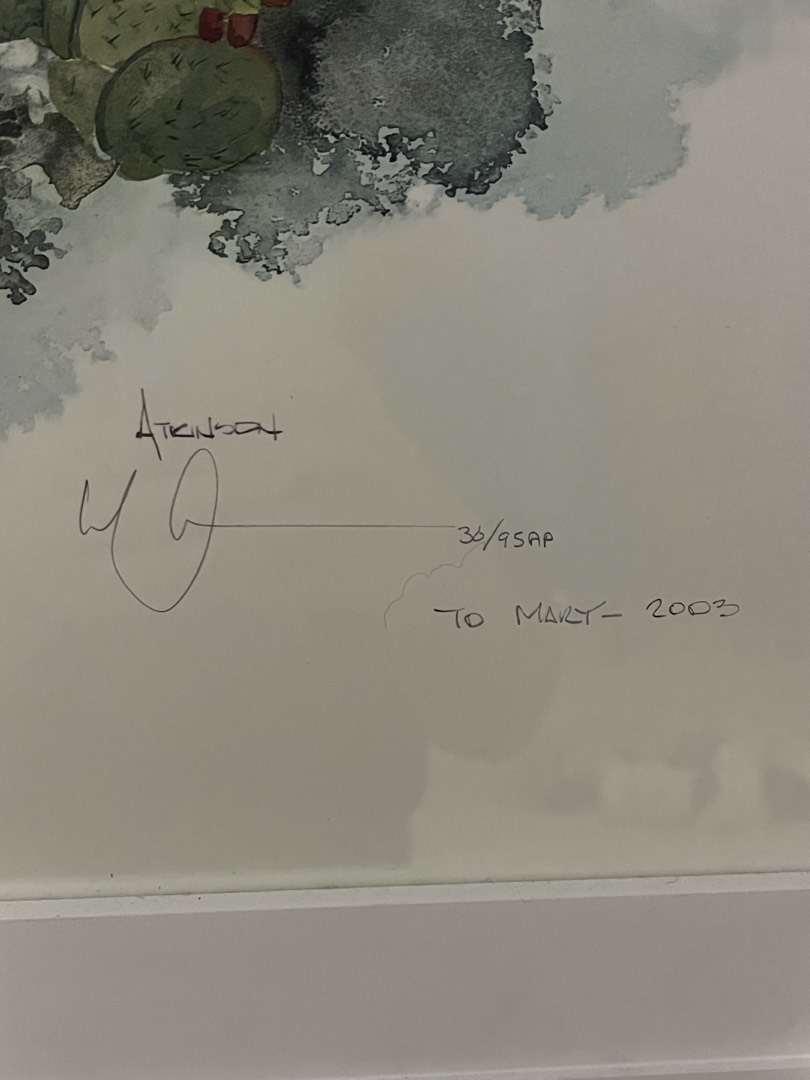 ATKINSON
36/95AP
TO MARY- 2003